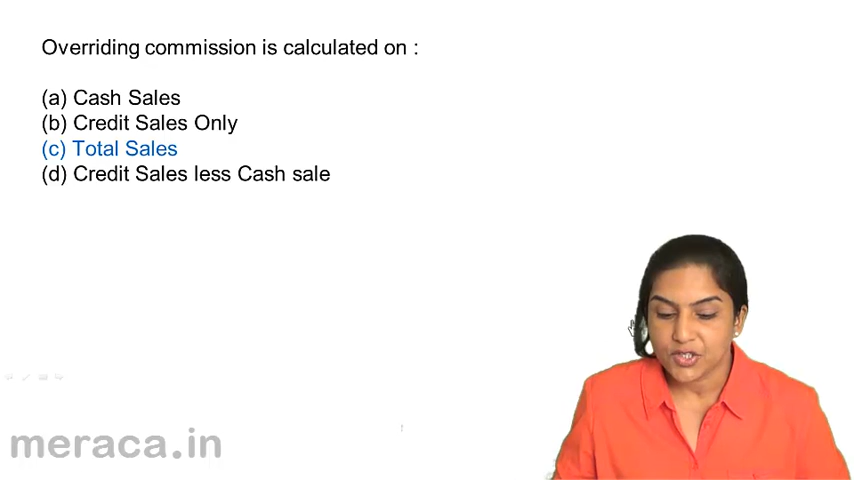 Overriding commission is calculated on :
(a) Cash Sales
(b) Credit Sales Only
(c) Total Sales
(d) Credit Sales less Cash sale
meraca.in